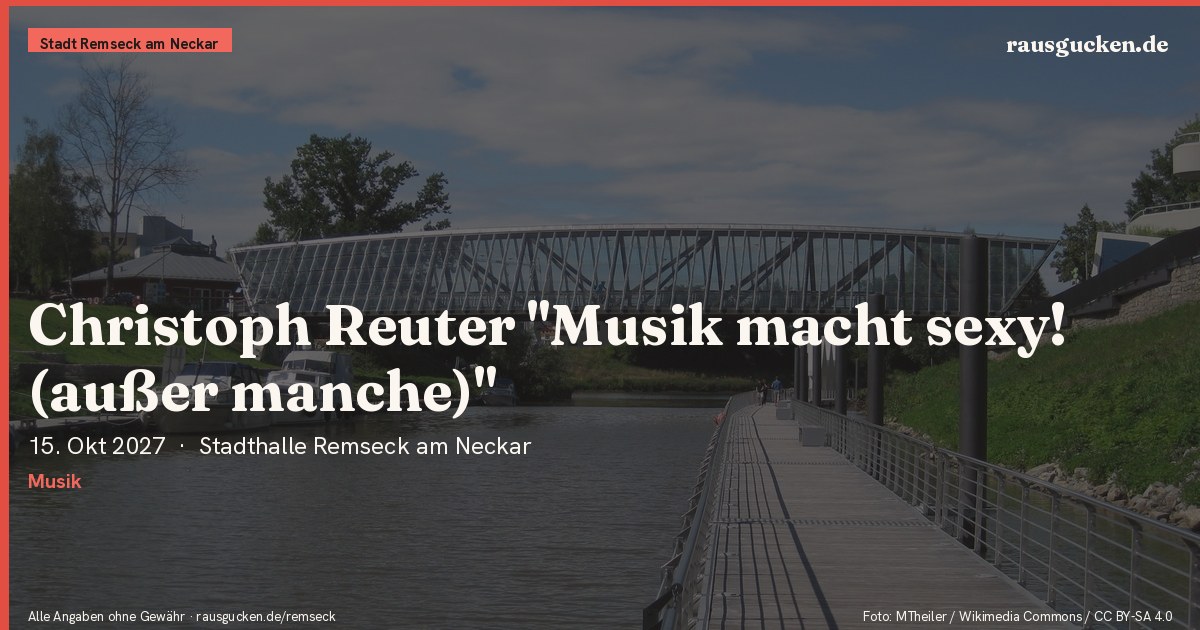 Stadt Remseck am Neckar
rausgucken.de
Christoph Reuter "Musik macht sexy!
(außer manche)"
15. Okt 2027 · Stadthalle Remseck am Neckar
Musik
Alle Angaben ohne Gewähr · rausgucken.de/remseck
Foto: MTheiler / Wikimedia Commons / CC BY-SA 4.0